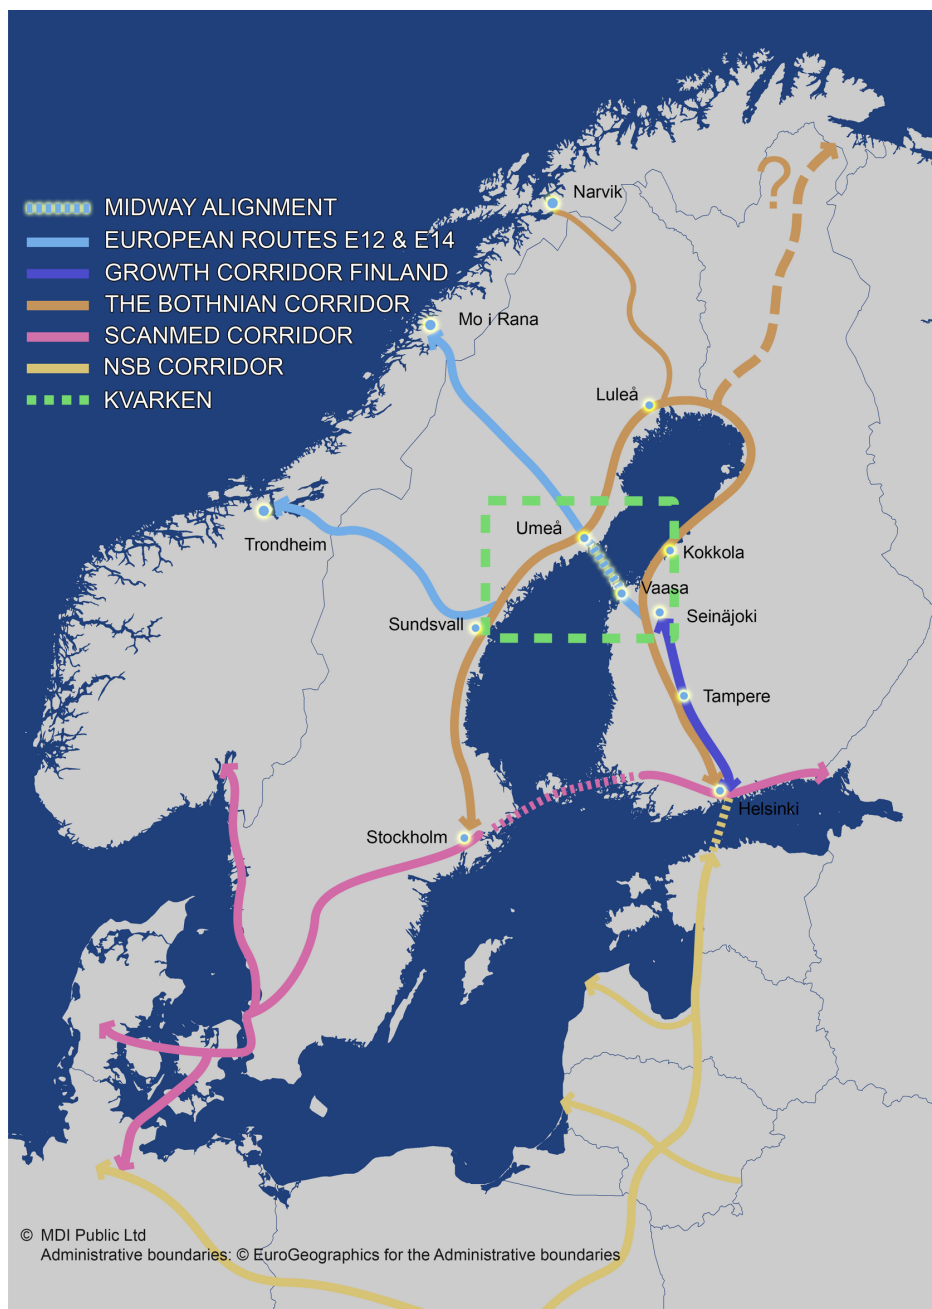 Narvik
?
MIDWAY ALIGNMENT
EUROPEAN ROUTES E12 & E14
GROWTH CORRIDOR FINLAND
THE BOTHNIAN CORRIDOR
SCANMED CORRIDOR
NSB CORRIDOR
KVARKEN
Mo i Rana
Luleå
Umeå
Trondheim
Kokkola
Vaasa
Sundsvall
Seinäjoki
Tampere
Helsinki
Stockholm
© MDI Public Ltd
Administrative boundaries: © EuroGeographics for the Administrative boundaries